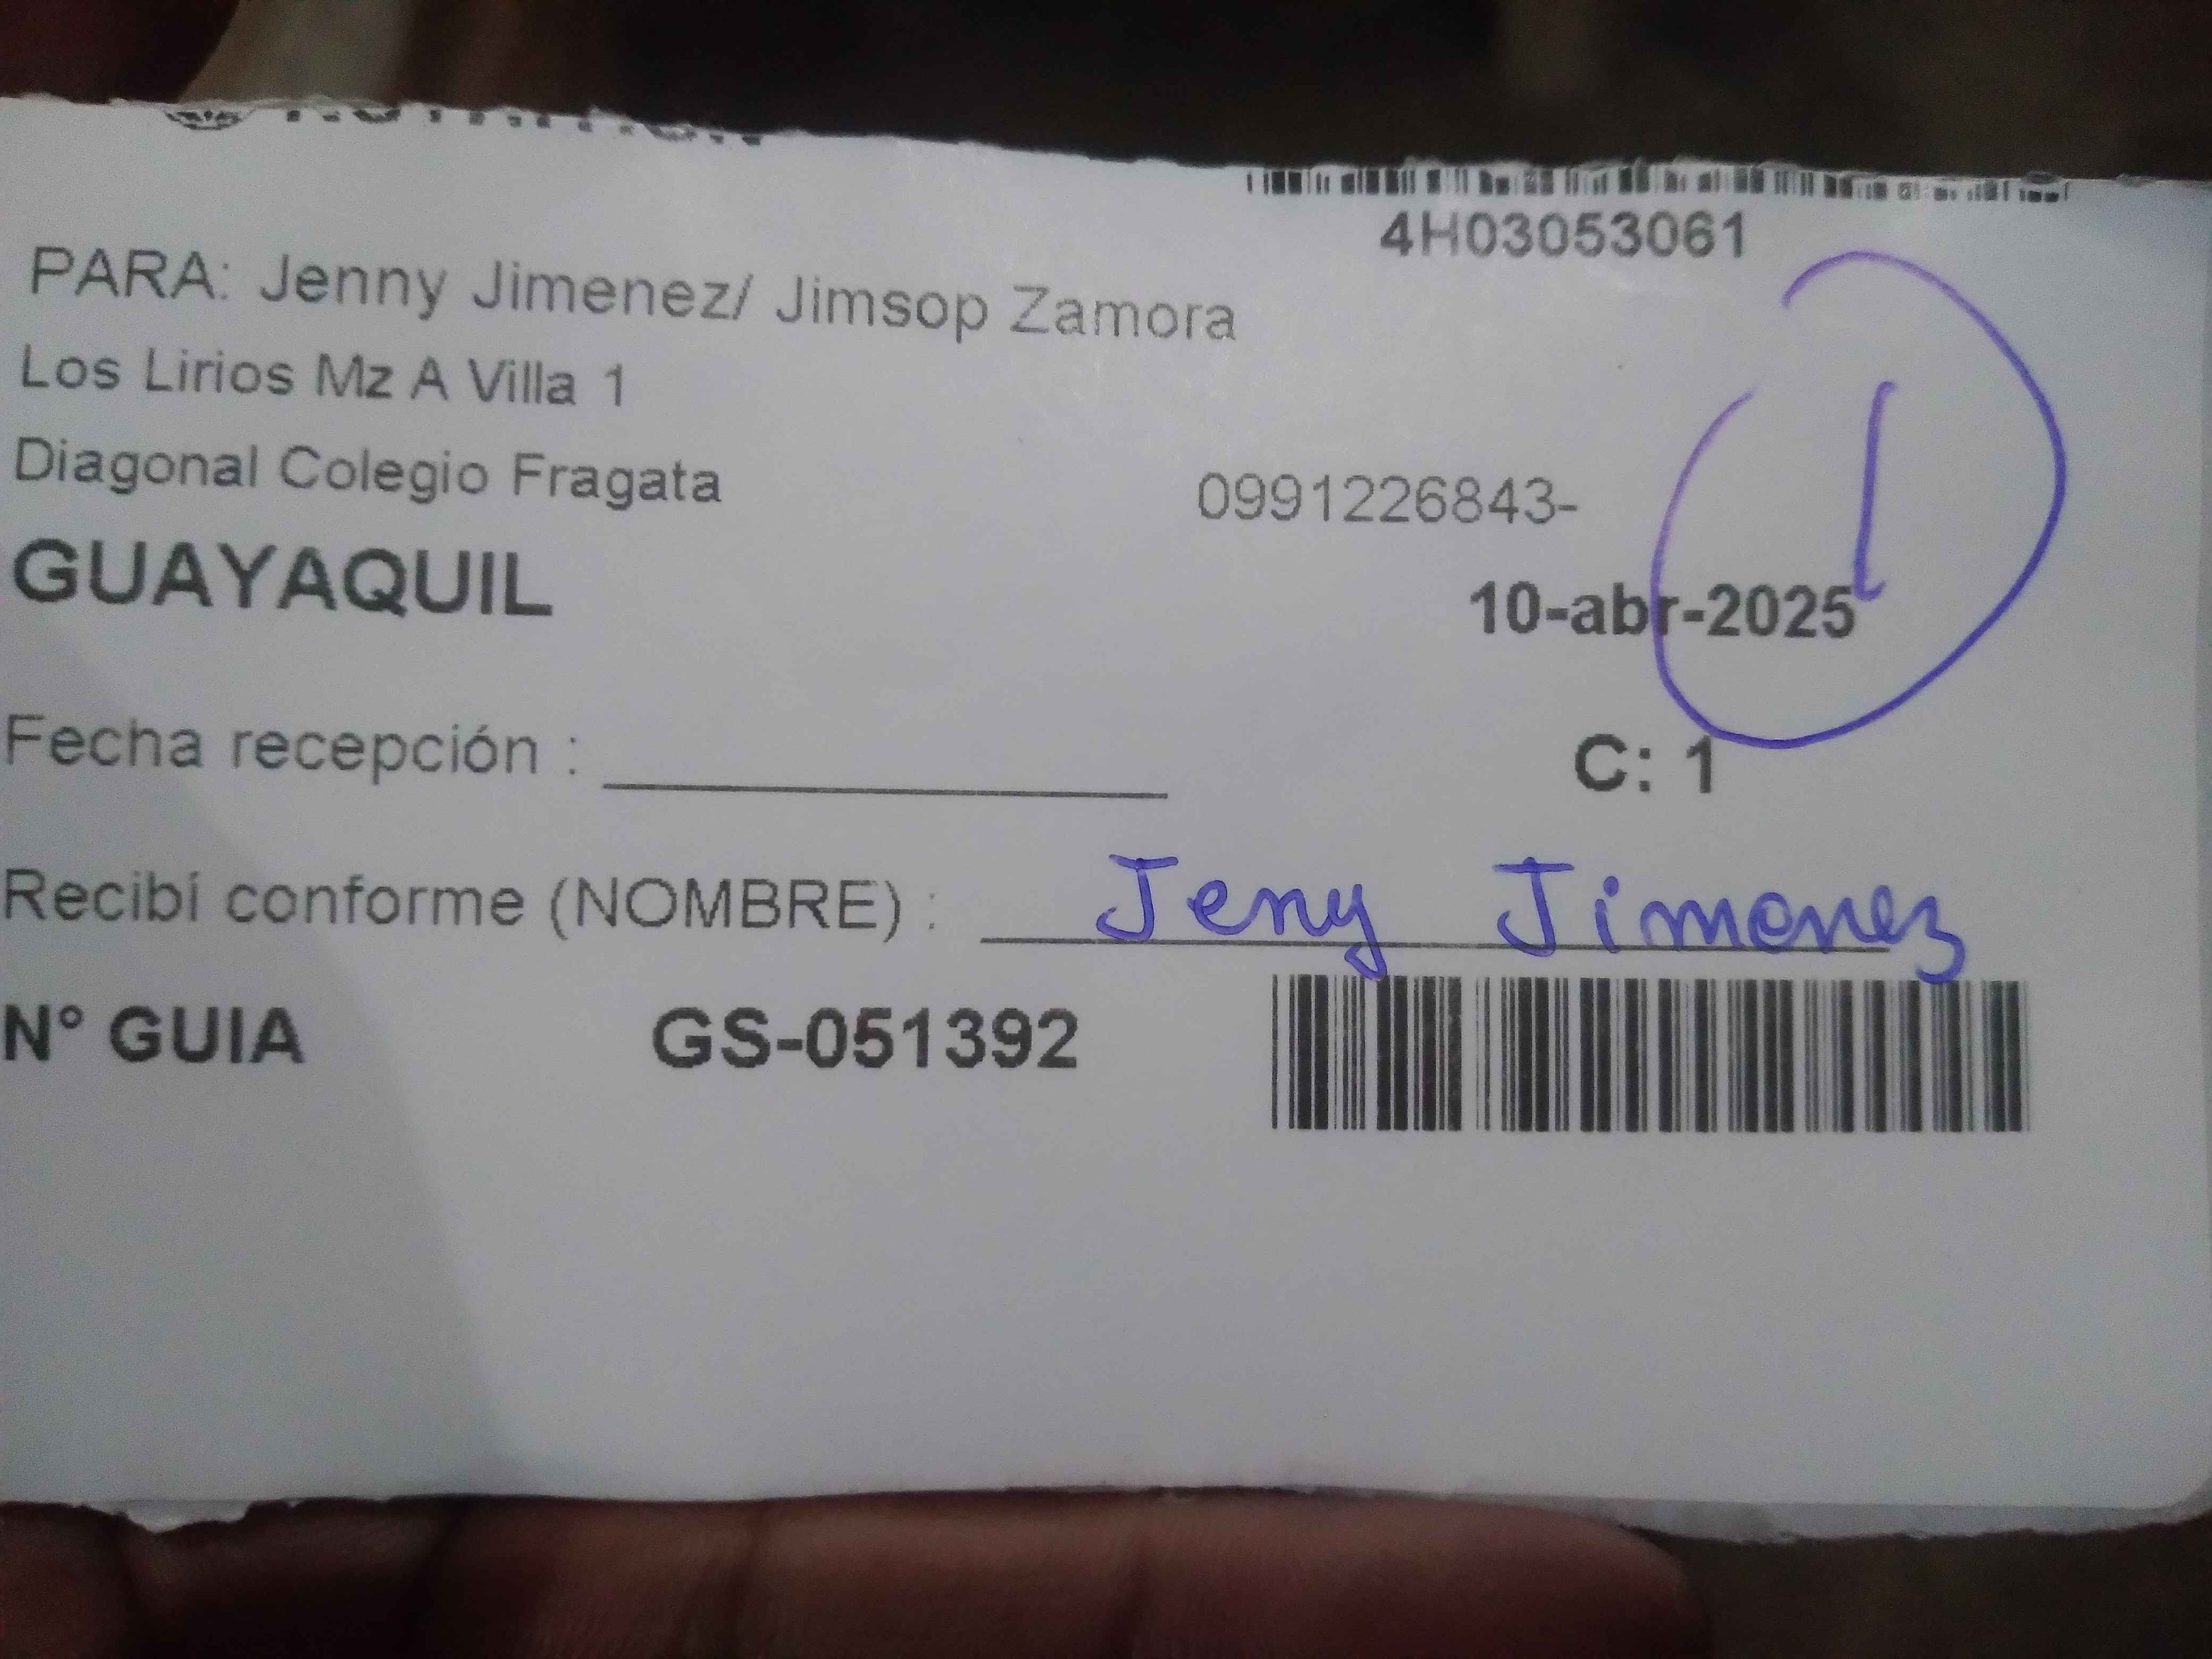 4H03053061
PARA: Jenny Jimenez/ Jimsop Zamora
Los Lirios Mz A Villa 1
Diagonal Colegio Fragata
0991226843-
GUAYAQUIL
10-abr-2025
1
Fecha recepción :
C: 1
Recibí conforme (NOMBRE) : Jeny Jimenez
N° GUIA GS-051392